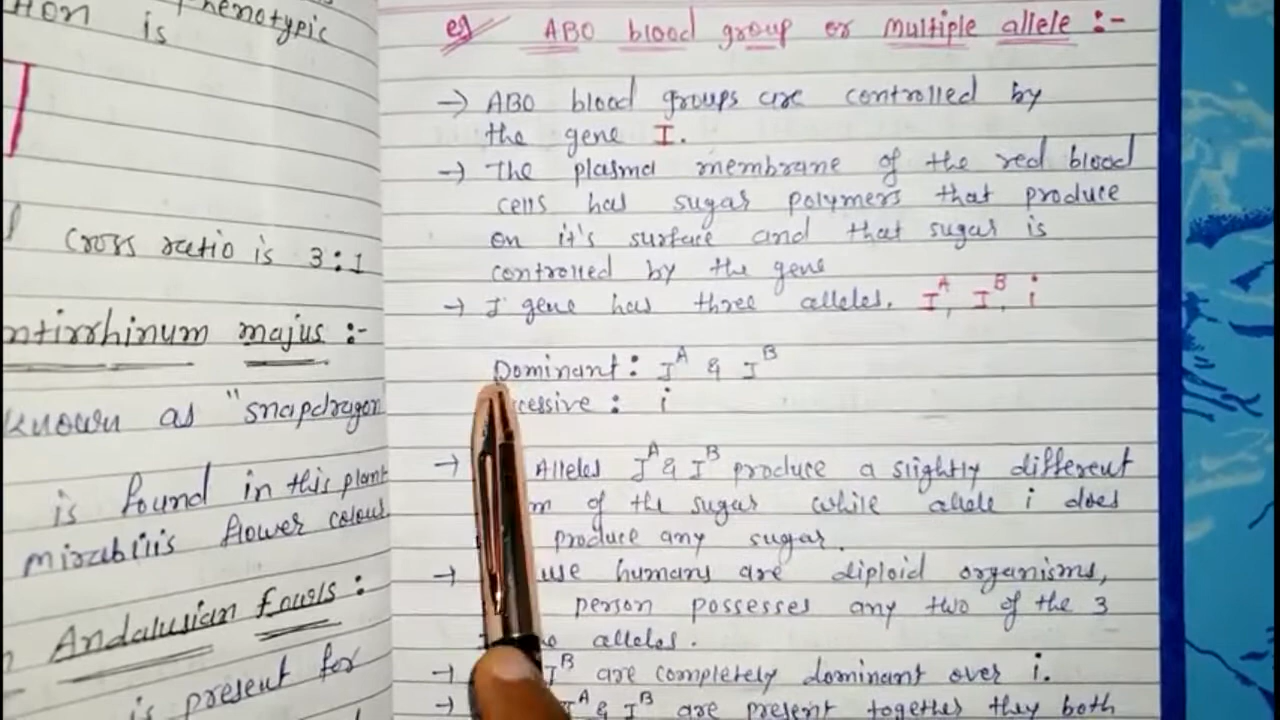 tion is phenotypic
cross ratio is 3:1
ntirrhinum majus :-
known as "snapdragon
is found in this plant
mirabilis flower colour
Andalusian Fowls :
is present for
eg ABO blood group or multiple allele :-
→ ABO blood groups are controlled by
the gene I.
→ The plasma membrane of the red blood
cells has sugar polymers that produce
on it's surface and that sugar is
controlled by the gene
→ I gene has three alleles. I^A, I^B, i
Dominant : I^A & I^B
cessive : i
→ Alleles I^A & I^B produce a slightly different
m of the sugar while allele i does
produce any sugar.
→ use humans are diploid organisms,
person possesses any two of the 3
alleles.
→ I^B are completely dominant over i.
→ I^A & I^B are present together they both